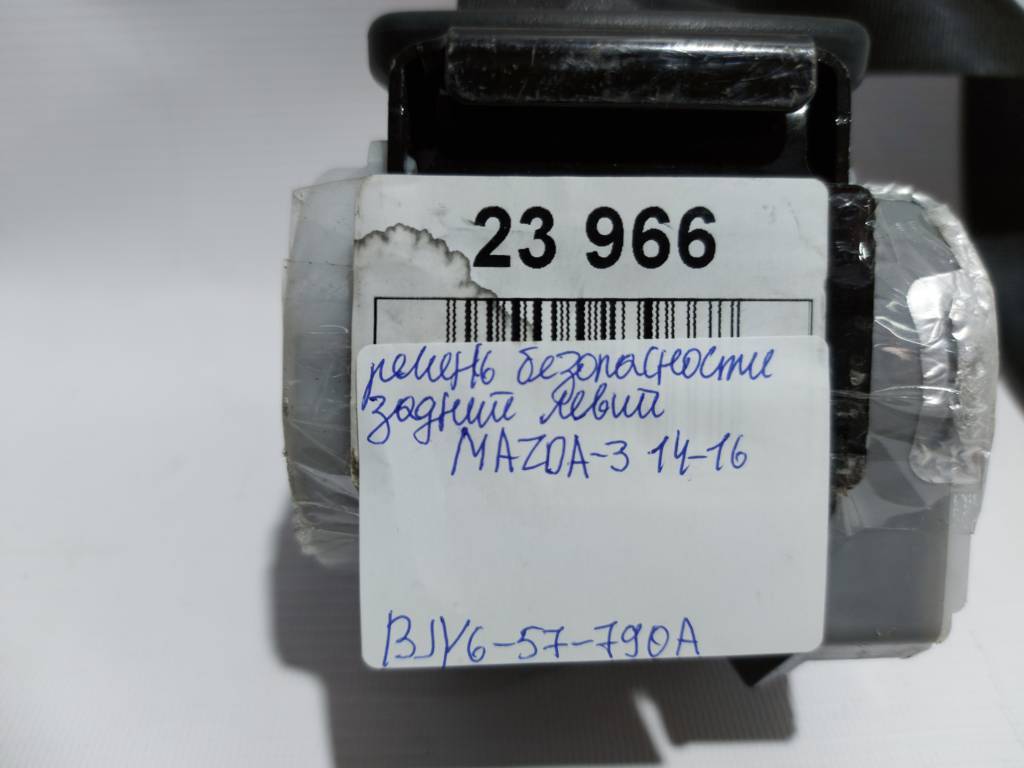 23 966
ремень безопасности
задний левый
MAZDA-3 14-16
BJY6-57-790A